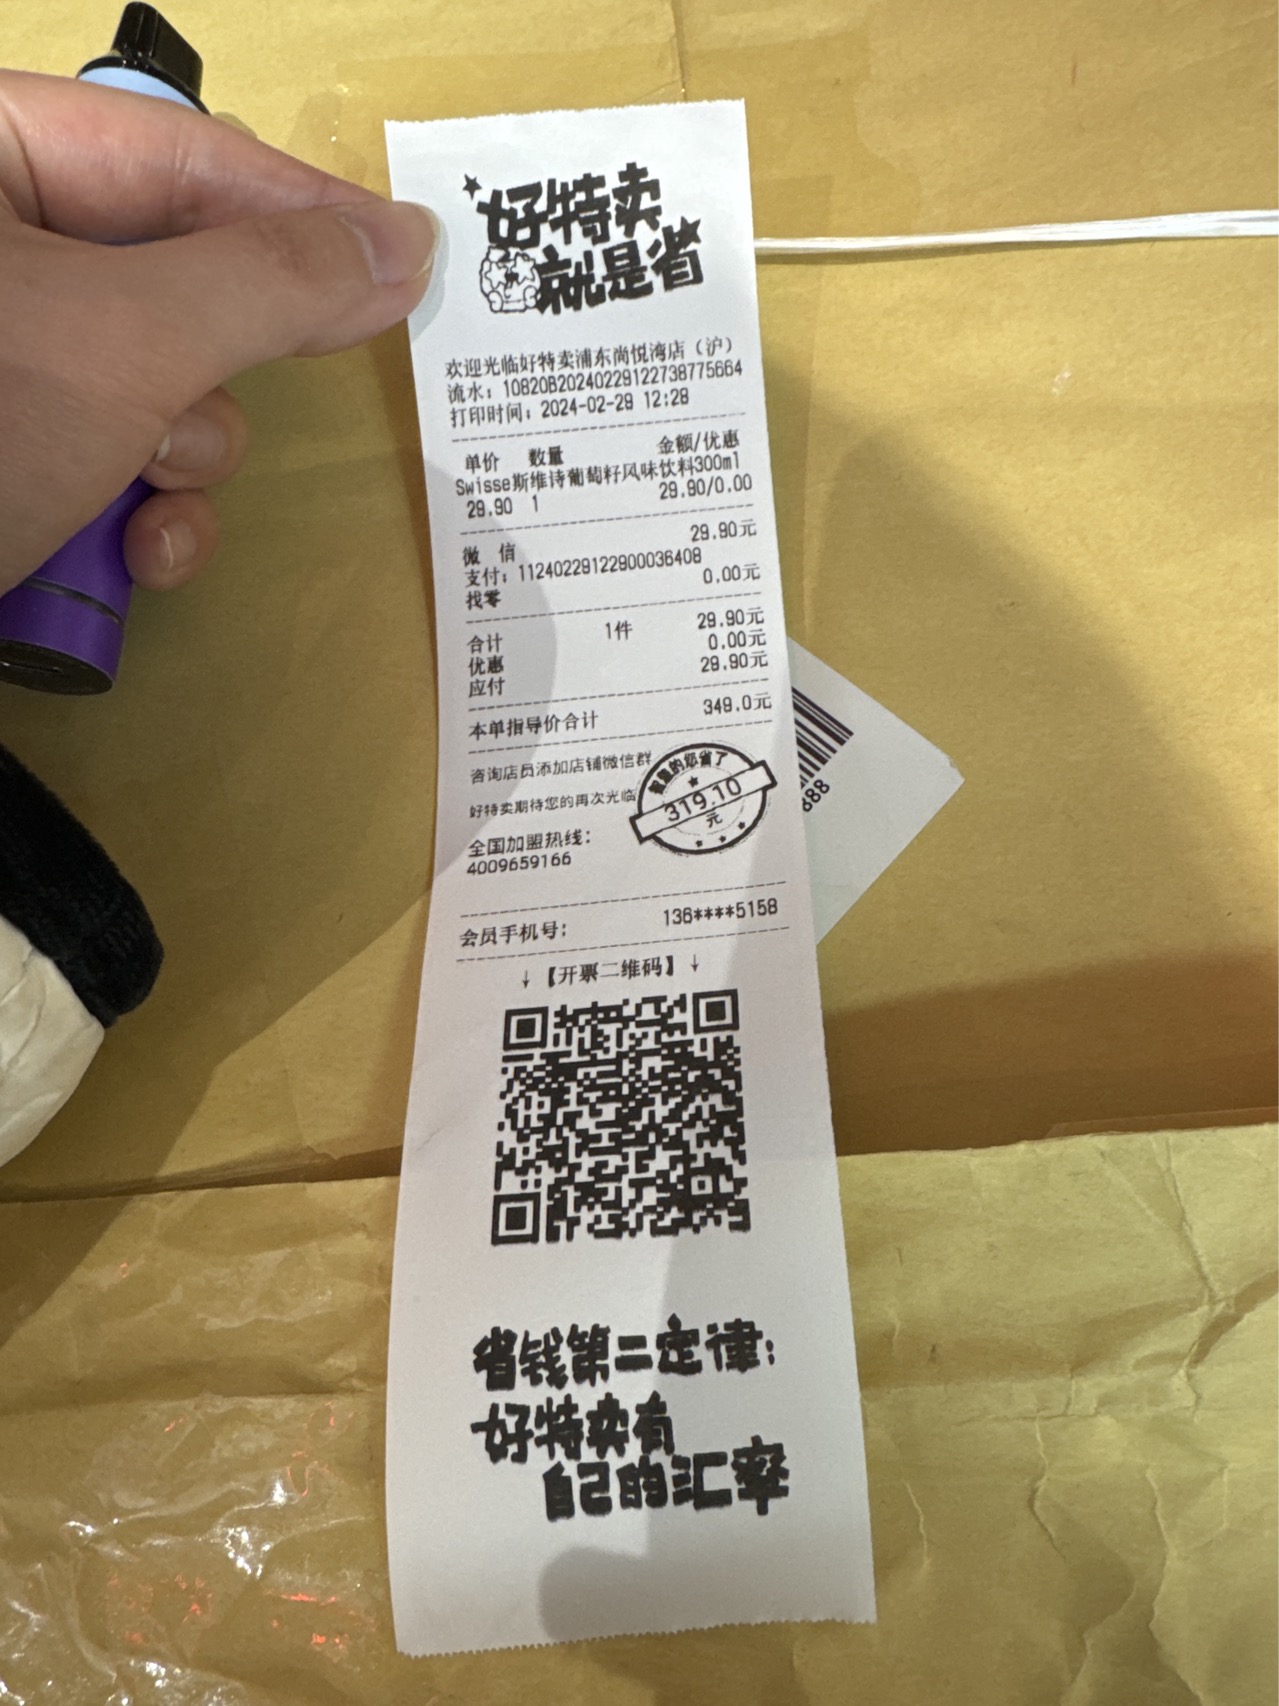 好特卖
就是省
欢迎光临好特卖浦东尚悦湾店（沪）
流水：10820B20240229122738775664
打印时间：2024-02-29 12:28
单价 数量 金额/优惠
Swisse斯维诗葡萄籽风味饮料300ml
29.90 1 29.90/0.00
微 信 29.90元
支付：11240229122900036408
找零 0.00元
合计 1件 29.90元
优惠 0.00元
应付 29.90元
本单指导价合计 349.0元
咨询店员添加店铺微信群
好特卖期待您的再次光临
的您省了
319.10
元
全国加盟热线：
4009659166
会员手机号： 136****5158
↓【开票二维码】↓
省钱第二定律：
好特卖有
自己的汇率
888